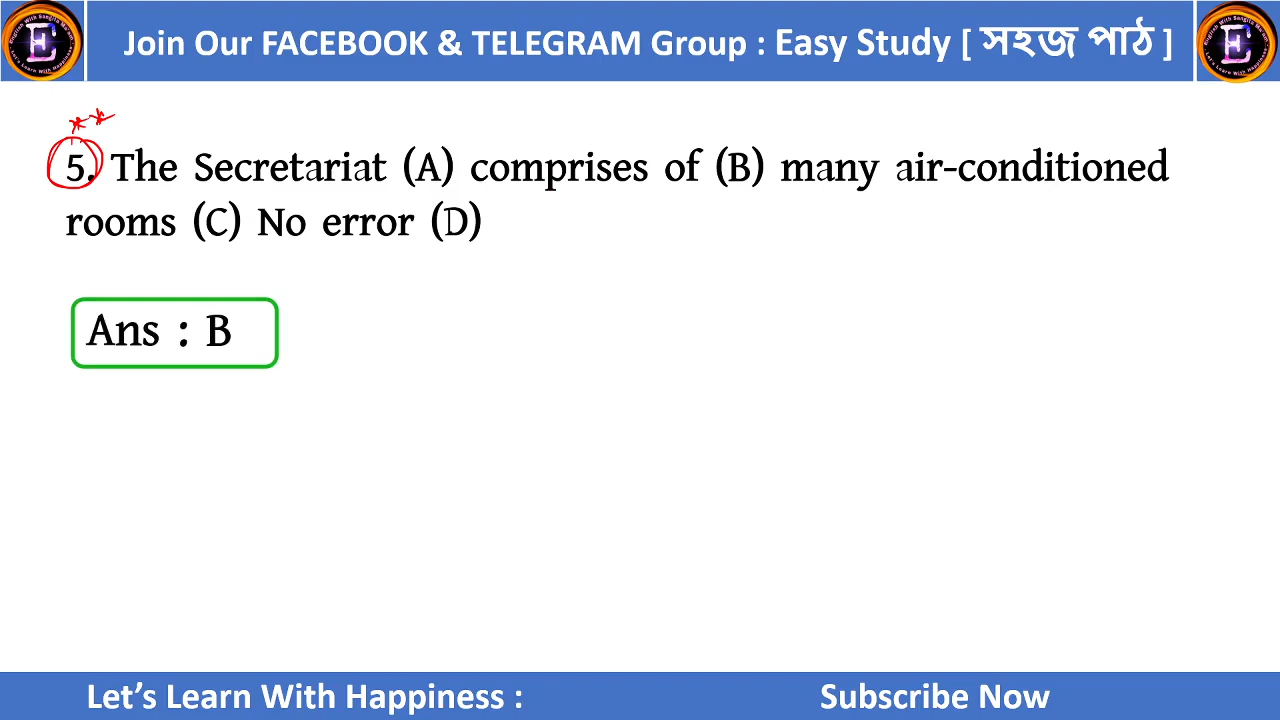 Join Our FACEBOOK & TELEGRAM Group : Easy Study [ সহজ পাঠ ]
5. The Secretariat (A) comprises of (B) many air-conditioned
rooms (C) No error (D)
Ans : B
Let's Learn With Happiness :
Subscribe Now